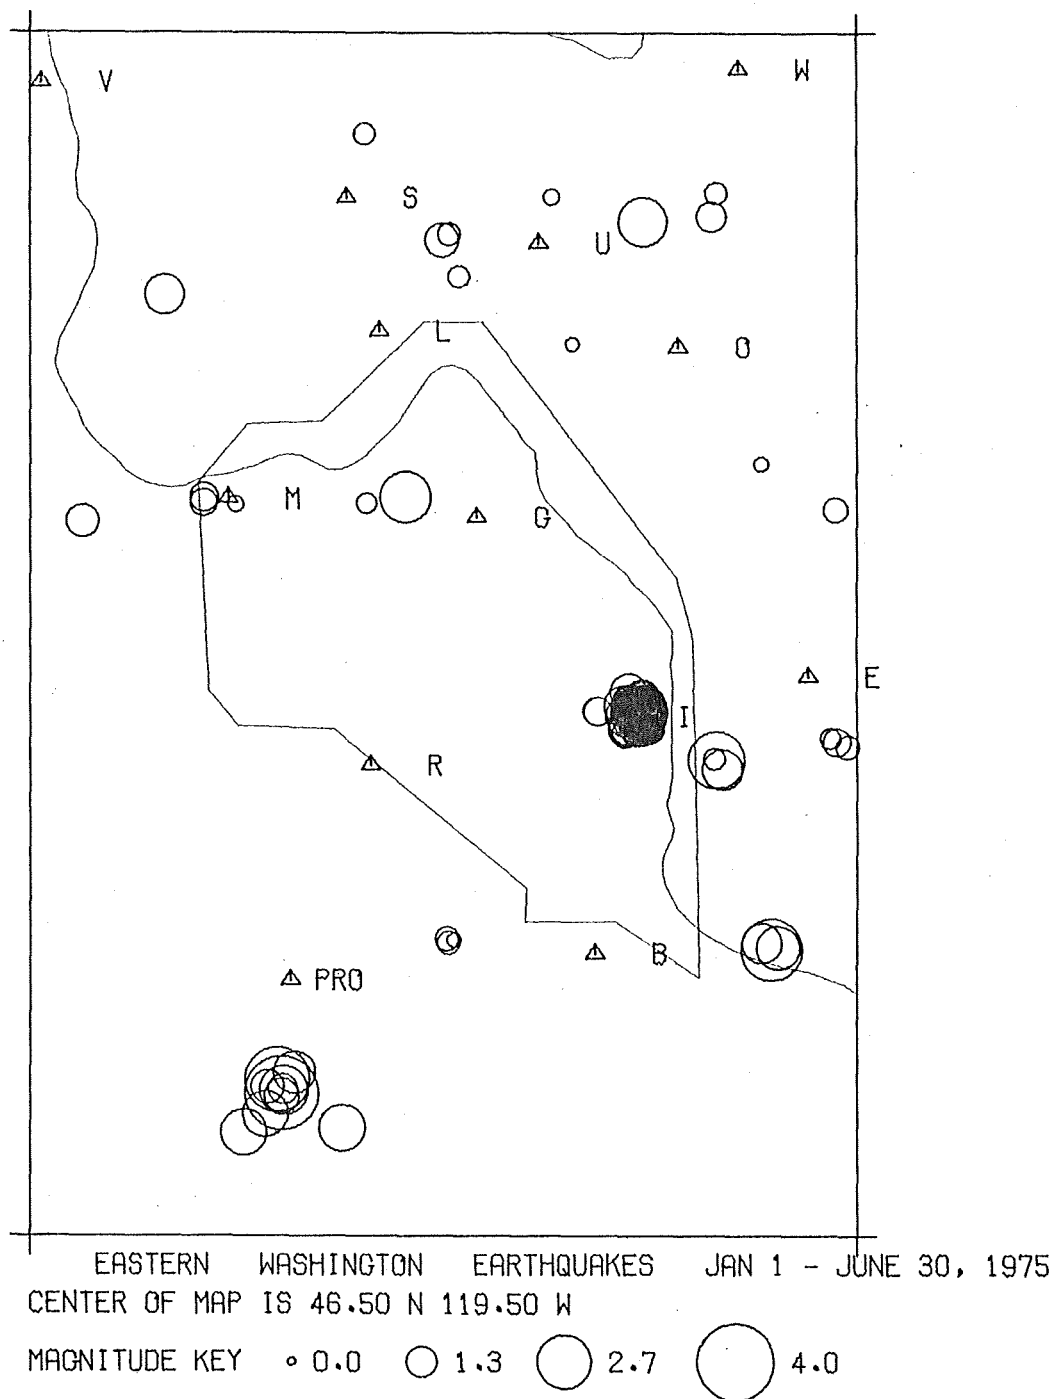 V
W
S
U
L
O
M
G
E
I
R
B
PRO
EASTERN WASHINGTON EARTHQUAKES JAN 1 - JUNE 30, 1975
CENTER OF MAP IS 46.50 N 119.50 W
MAGNITUDE KEY 0.0 1.3 2.7 4.0